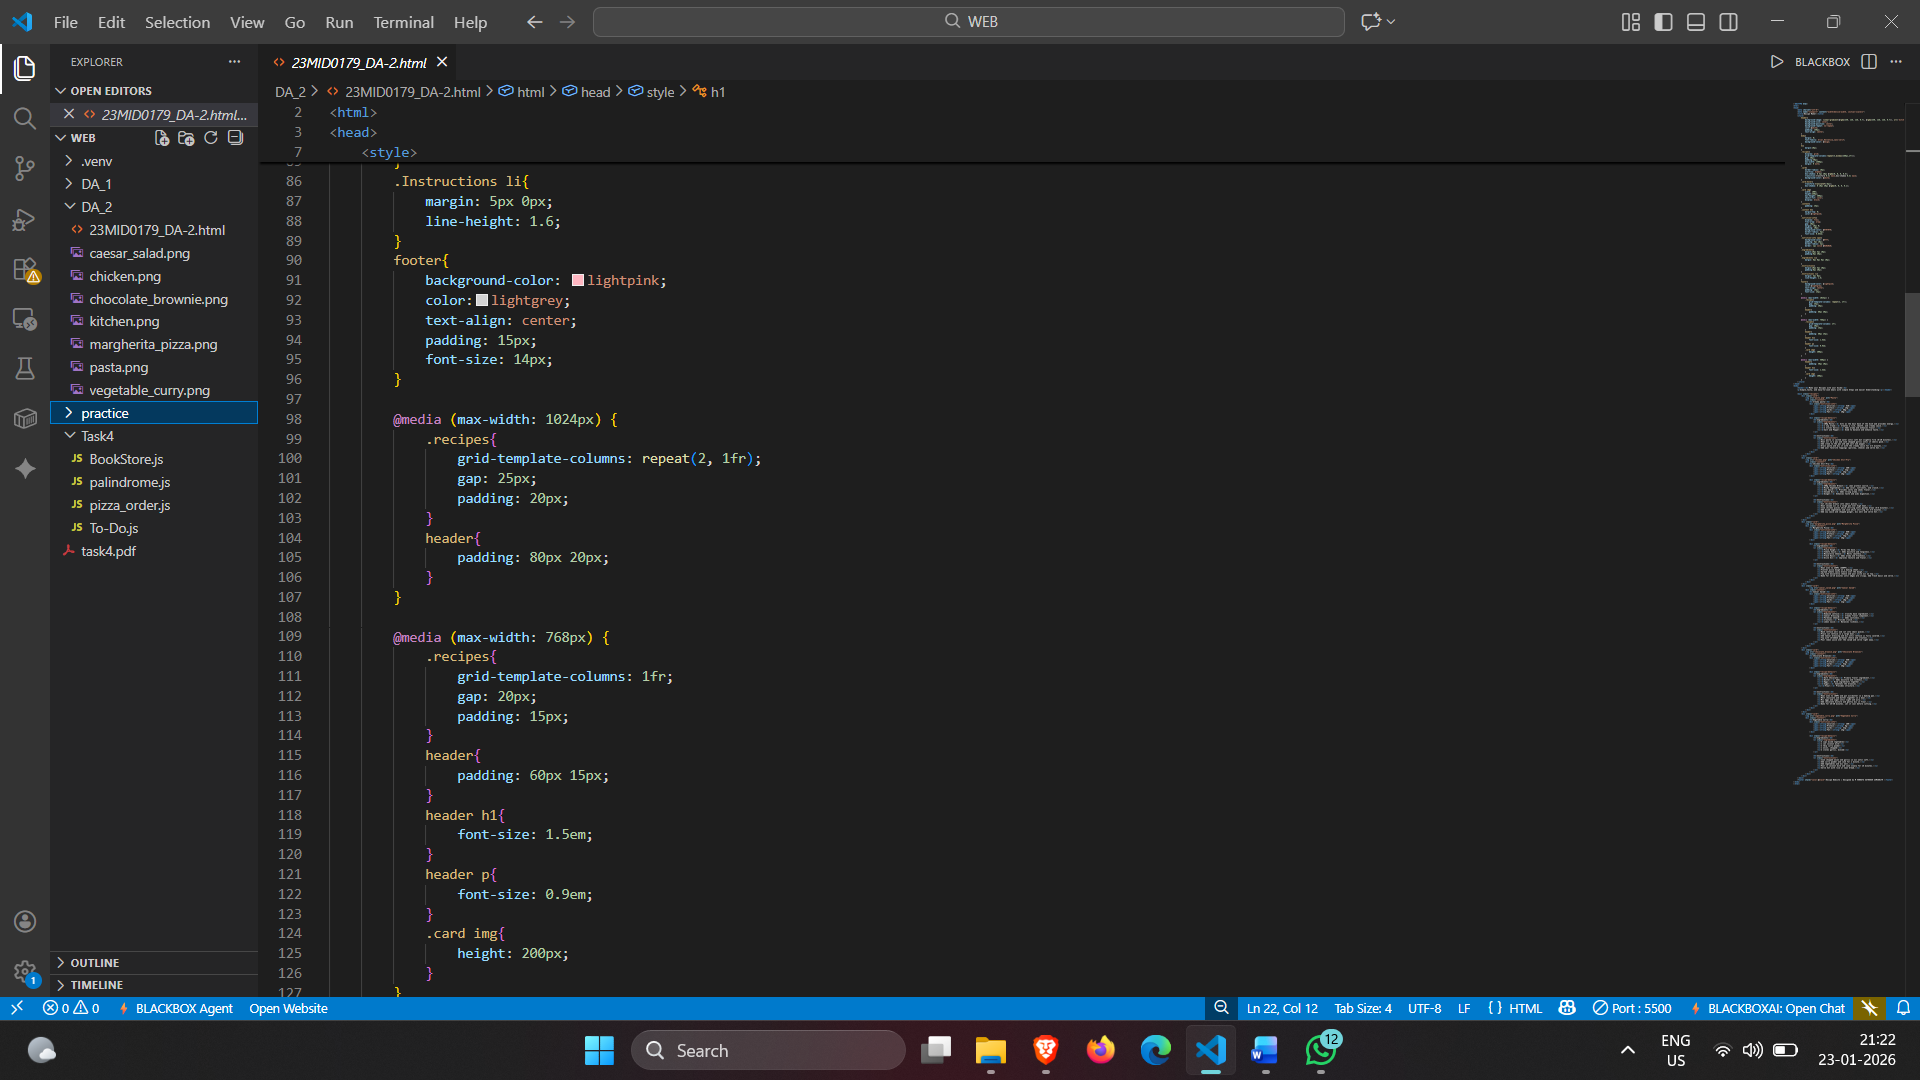 File Edit Selection View Go Run Terminal Help
WEB
EXPLORER
OPEN EDITORS
23MID0179_DA-2.html...
WEB
.venv
DA_1
DA_2
23MID0179_DA-2.html
caesar_salad.png
chicken.png
chocolate_brownie.png
kitchen.png
margherita_pizza.png
pasta.png
vegetable_curry.png
practice
Task4
JS BookStore.js
JS palindrome.js
JS pizza_order.js
JS To-Do.js
task4.pdf
OUTLINE
TIMELINE
23MID0179_DA-2.html
BLACKBOX
DA_2 > 23MID0179_DA-2.html > html > head > style > h1
2 <html>
3 <head>
7 <style>
86 .Instructions li{
87 margin: 5px 0px;
88 line-height: 1.6;
89 }
90 footer{
91 background-color: lightpink;
92 color: lightgrey;
93 text-align: center;
94 padding: 15px;
95 font-size: 14px;
96 }
97
98 @media (max-width: 1024px) {
99 .recipes{
100 grid-template-columns: repeat(2, 1fr);
101 gap: 25px;
102 padding: 20px;
103 }
104 header{
105 padding: 80px 20px;
106 }
107 }
108
109 @media (max-width: 768px) {
110 .recipes{
111 grid-template-columns: 1fr;
112 gap: 20px;
113 padding: 15px;
114 }
115 header{
116 padding: 60px 15px;
117 }
118 header h1{
119 font-size: 1.5em;
120 }
121 header p{
122 font-size: 0.9em;
123 }
124 .card img{
125 height: 200px;
126 }
127 }
0 0 BLACKBOX Agent Open Website
Ln 22, Col 12 Tab Size: 4 UTF-8 LF { } HTML Port : 5500 BLACKBOXAI: Open Chat
1
Search
12
ENG
US
21:22
23-01-2026